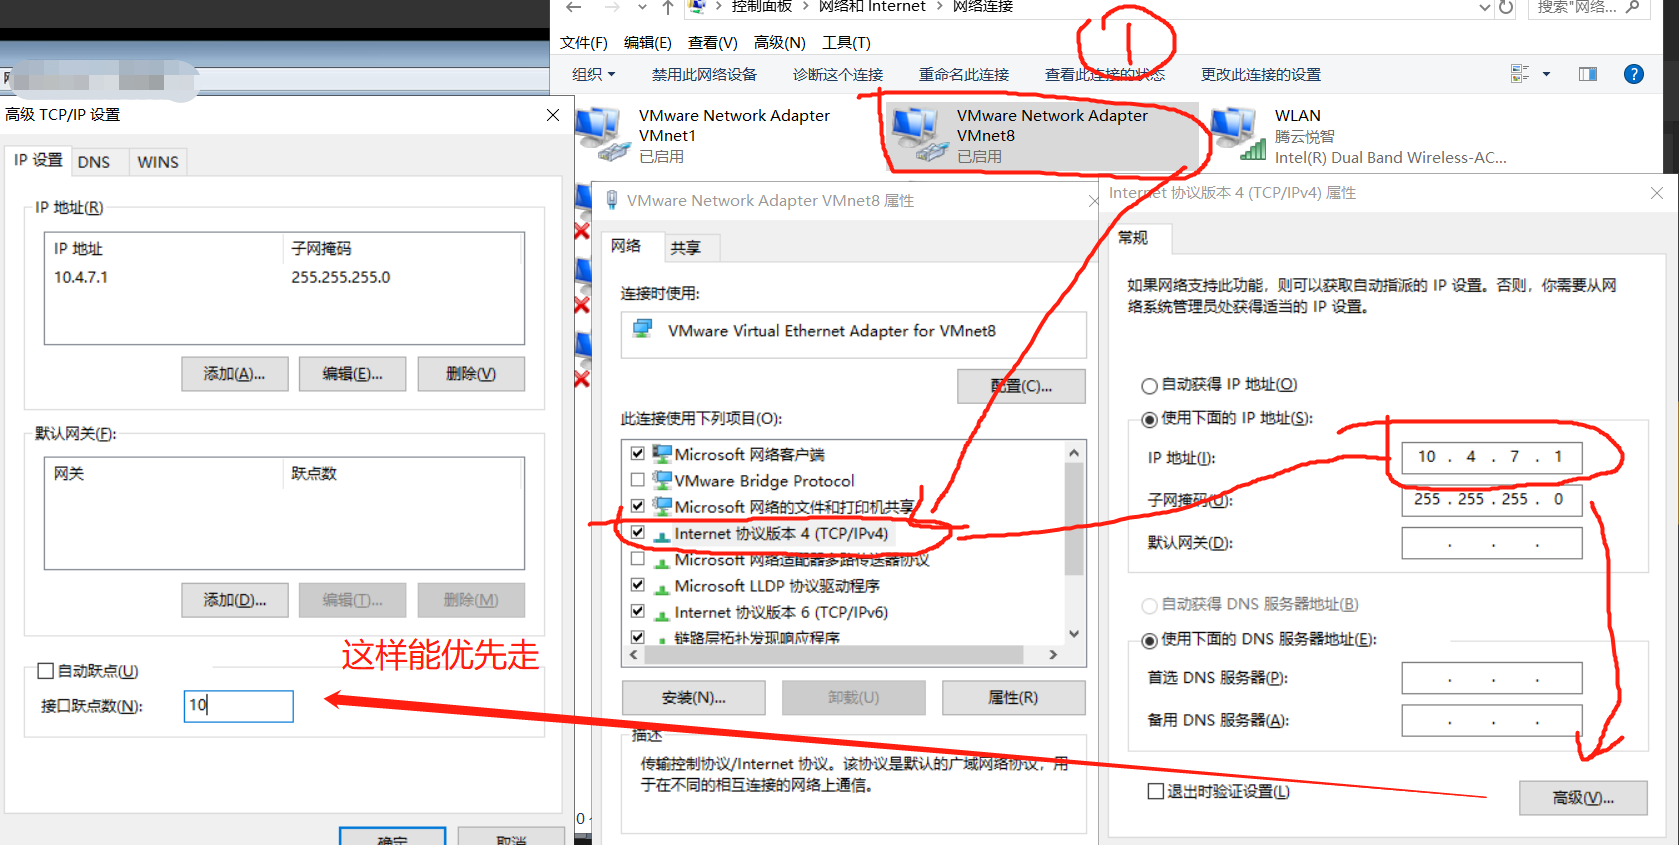 控制面板 > 网络和 Internet > 网络连接
搜索"网络...
文件(F) 编辑(E) 查看(V) 高级(N) 工具(T)
组织 禁用此网络设备 诊断这个连接 重命名此连接 查看此连接的状态 更改此连接的设置
1
VMware Network Adapter
VMnet1
已启用
VMware Network Adapter
VMnet8
已启用
WLAN
腾云悦智
Intel(R) Dual Band Wireless-AC...
高级 TCP/IP 设置
IP 设置 DNS WINS
IP 地址(R)
IP 地址 子网掩码
10.4.7.1 255.255.255.0
添加(A)... 编辑(E)... 删除(V)
默认网关(F):
网关 跃点数
添加(D)... 编辑(T)... 删除(M)
这样能优先走
自动跃点(U)
接口跃点数(N): 10
确定 取消
VMware Network Adapter VMnet8 属性
网络 共享
连接时使用:
VMware Virtual Ethernet Adapter for VMnet8
配置(C)...
此连接使用下列项目(O):
Microsoft 网络客户端
VMware Bridge Protocol
Microsoft 网络的文件和打印机共享
Internet 协议版本 4 (TCP/IPv4)
Microsoft 网络适配器多路传送器协议
Microsoft LLDP 协议驱动程序
Internet 协议版本 6 (TCP/IPv6)
链路层拓扑发现响应程序
安装(N)... 卸载(U) 属性(R)
描述
传输控制协议/Internet 协议。该协议是默认的广域网络协议，用
于在不同的相互连接的网络上通信。
Internet 协议版本 4 (TCP/IPv4) 属性
常规
如果网络支持此功能，则可以获取自动指派的 IP 设置。否则，你需要从网
络系统管理员处获得适当的 IP 设置。
自动获得 IP 地址(O)
使用下面的 IP 地址(S):
IP 地址(I): 10 . 4 . 7 . 1
子网掩码(U): 255 . 255 . 255 . 0
默认网关(D): . . .
自动获得 DNS 服务器地址(B)
使用下面的 DNS 服务器地址(E):
首选 DNS 服务器(P): . . .
备用 DNS 服务器(A): . . .
退出时验证设置(L)
高级(V)...